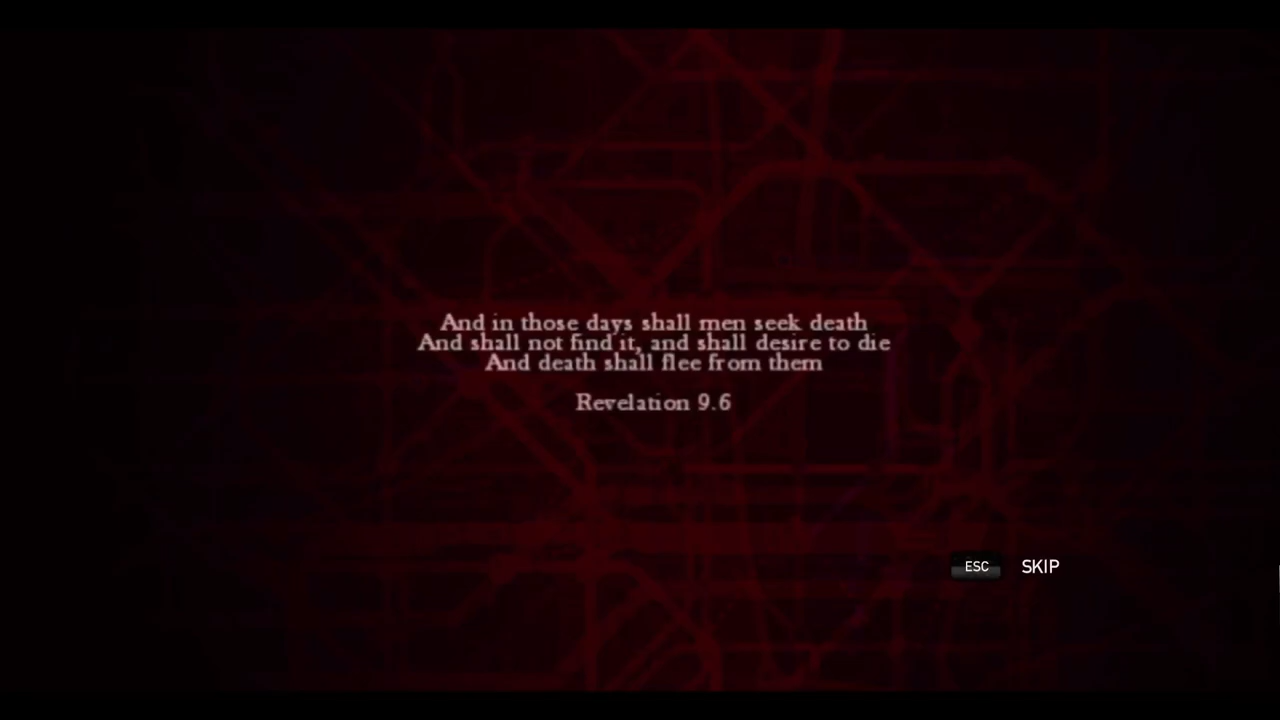 And in those days shall men seek death
And shall not find it, and shall desire to die
And death shall flee from them
Revelation 9.6
ESC SKIP